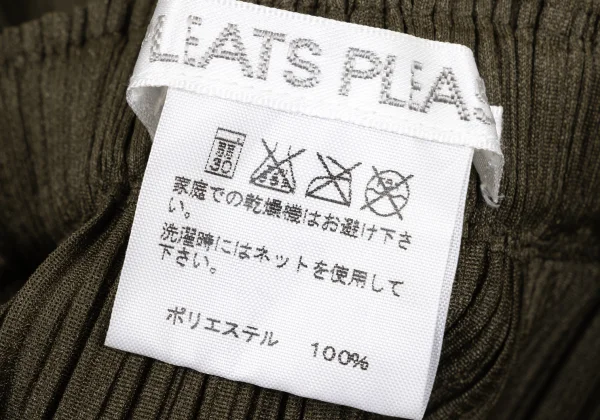 LEATS PLEAS
弱
30
家庭での乾燥機はお避け下さ
い。
洗濯時にはネットを使用して
下さい。
ポリエステル 100%